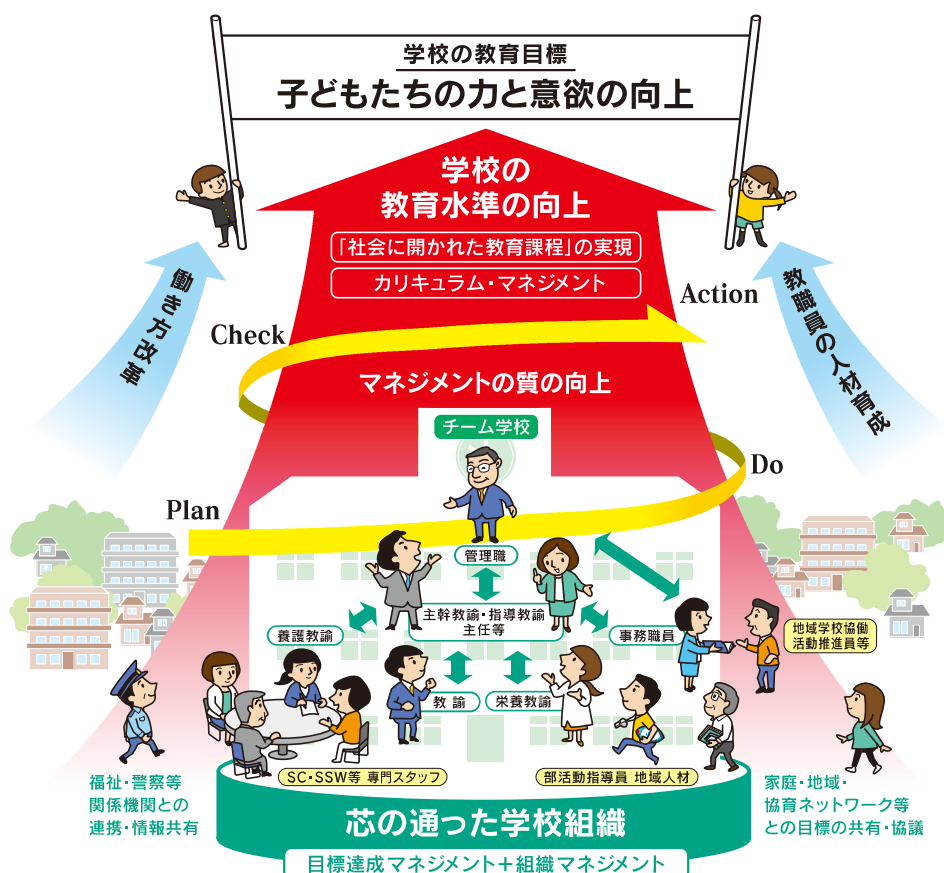 学校の教育目標
子どもたちの力と意欲の向上
学校の
教育水準の向上
「社会に開かれた教育課程」の実現
カリキュラム・マネジメント
働き方改革
教職員の人材育成
Check
Action
マネジメントの質の向上
チーム学校
Plan
Do
管理職
主幹教諭・指導教諭
主任等
養護教諭
事務職員
地域学校協働
活動推進員等
教諭
栄養教諭
SC・SSW等 専門スタッフ
部活動指導員 地域人材
福祉・警察等
関係機関との
連携・情報共有
家庭・地域・
協育ネットワーク等
との目標の共有・協議
芯の通った学校組織
目標達成マネジメント＋組織マネジメント